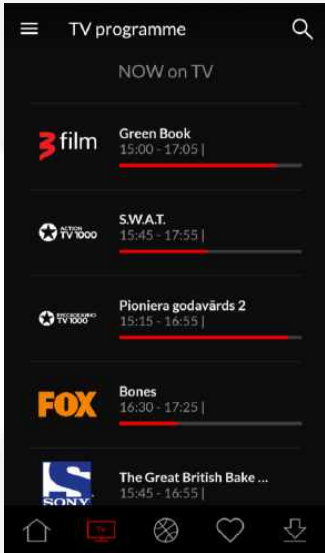 TV programme
NOW on TV
3 film
Green Book
15:00 - 17:05 |
ACTION
TV1000
S.W.A.T.
15:45 - 17:55 |
TV1000
Pioniera godavārds 2
15:15 - 16:55 |
FOX
Bones
16:30 - 17:25 |
SONY
The Great British Bake ...
15:45 - 16:55 |
TV